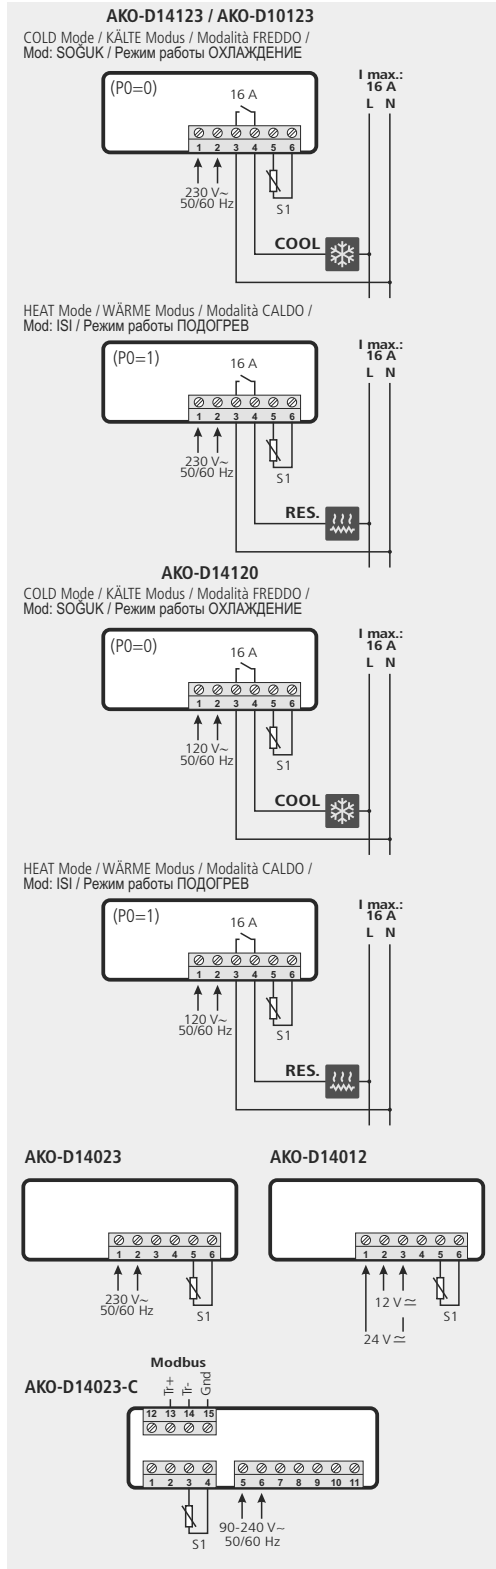 AKO-D14123 / AKO-D10123
COLD Mode / KÄLTE Modus / Modalità FREDDO /
Mod: SOĞUK / Режим работы ОХЛАЖДЕНИЕ
(P0=0)
16 A
I max.:
16 A
L N
1 2 3 4 5 6
230 V~
50/60 Hz
S1
COOL
HEAT Mode / WÄRME Modus / Modalità CALDO /
Mod: ISI / Режим работы ПОДОГРЕВ
(P0=1)
16 A
I max.:
16 A
L N
1 2 3 4 5 6
230 V~
50/60 Hz
S1
RES.
AKO-D14120
COLD Mode / KÄLTE Modus / Modalità FREDDO /
Mod: SOĞUK / Режим работы ОХЛАЖДЕНИЕ
(P0=0)
16 A
I max.:
16 A
L N
1 2 3 4 5 6
120 V~
50/60 Hz
S1
COOL
HEAT Mode / WÄRME Modus / Modalità CALDO /
Mod: ISI / Режим работы ПОДОГРЕВ
(P0=1)
16 A
I max.:
16 A
L N
1 2 3 4 5 6
120 V~
50/60 Hz
S1
RES.
AKO-D14023
1 2 3 4 5 6
230 V~
50/60 Hz
S1
AKO-D14012
1 2 3 4 5 6
12 V ≃
S1
24 V ≃
Modbus
AKO-D14023-C
Tr+
Tr-
Gnd
12 13 14 15
1 2 3 4
5 6 7 8 9 10 11
S1
90-240 V~
50/60 Hz